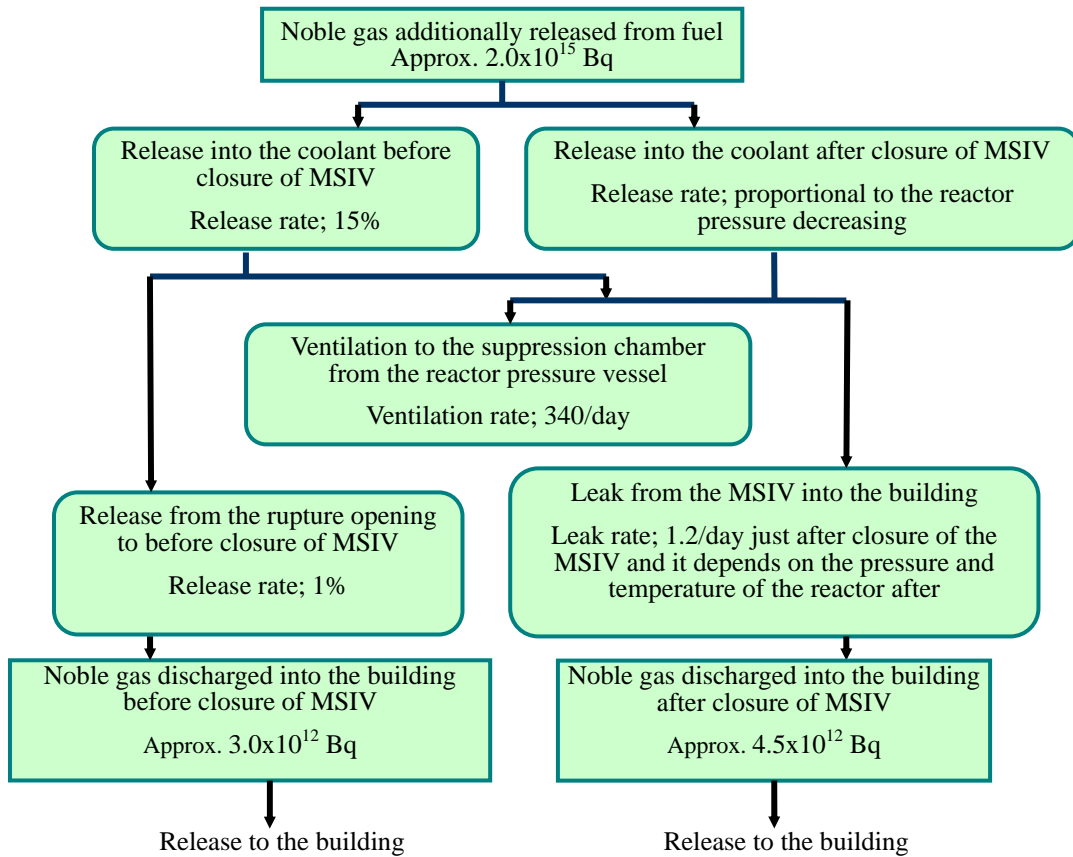 Noble gas additionally released from fuel
Approx. 2.0x10¹⁵ Bq
Release into the coolant before
closure of MSIV
Release rate; 15%
Release into the coolant after closure of MSIV
Release rate; proportional to the reactor
pressure decreasing
Ventilation to the suppression chamber
from the reactor pressure vessel
Ventilation rate; 340/day
Release from the rupture opening
to before closure of MSIV
Release rate; 1%
Leak from the MSIV into the building
Leak rate; 1.2/day just after closure of the
MSIV and it depends on the pressure and
temperature of the reactor after
Noble gas discharged into the building
before closure of MSIV
Approx. 3.0x10¹² Bq
Noble gas discharged into the building
after closure of MSIV
Approx. 4.5x10¹² Bq
Release to the building
Release to the building